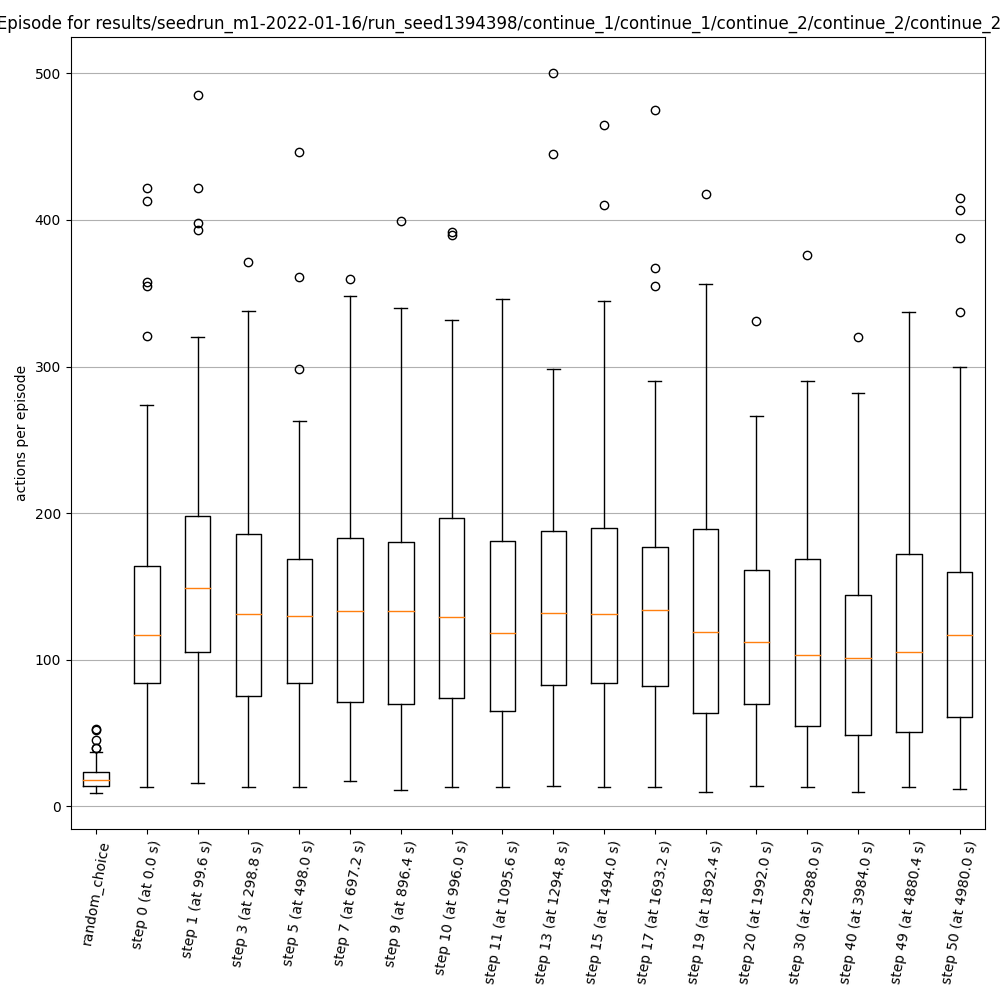 Episode for results/seedrun_m1-2022-01-16/run_seed1394398/continue_1/continue_1/continue_2/continue_2/continue_2
500
400
300
200
100
0
actions per episode
random_choice
step 0 (at 0.0 s)
step 1 (at 99.6 s)
step 3 (at 298.8 s)
step 5 (at 498.0 s)
step 7 (at 697.2 s)
step 9 (at 896.4 s)
step 10 (at 996.0 s)
step 11 (at 1095.6 s)
step 13 (at 1294.8 s)
step 15 (at 1494.0 s)
step 17 (at 1693.2 s)
step 19 (at 1892.4 s)
step 20 (at 1992.0 s)
step 30 (at 2988.0 s)
step 40 (at 3984.0 s)
step 49 (at 4880.4 s)
step 50 (at 4980.0 s)